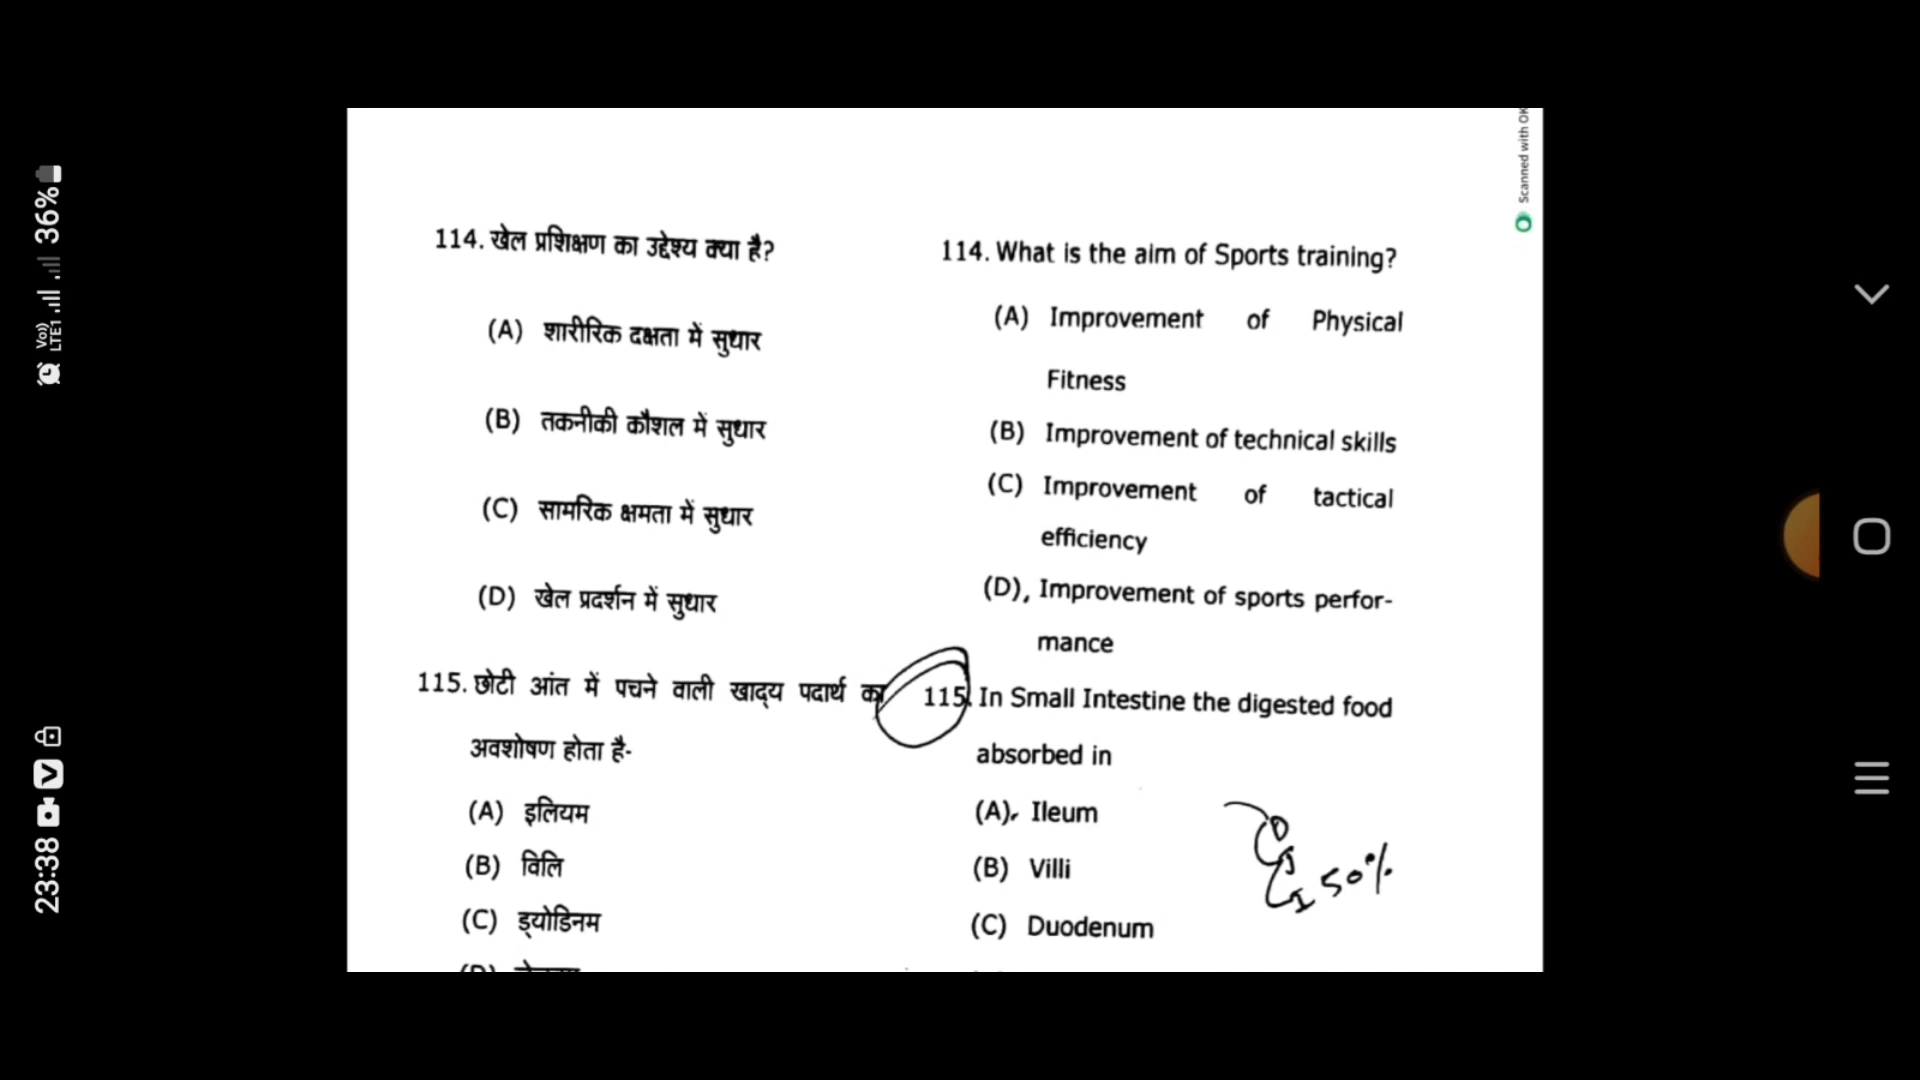 23:38
Vo)) LTE1
36%
Scanned with OK
114. खेल प्रशिक्षण का उद्देश्य क्या है?
(A) शारीरिक दक्षता में सुधार
(B) तकनीकी कौशल में सुधार
(C) सामरिक क्षमता में सुधार
(D) खेल प्रदर्शन में सुधार
115. छोटी आंत में पचने वाली खाद्य पदार्थ का
अवशोषण होता है-
(A) इलियम
(B) विलि
(C) ड्योडिनम
114. What is the aim of Sports training?
(A) Improvement of Physical
Fitness
(B) Improvement of technical skills
(C) Improvement of tactical
efficiency
(D), Improvement of sports perfor-
mance
115. In Small Intestine the digested food
absorbed in
(A) Ileum
(B) Villi
(C) Duodenum
D
J
I 50%